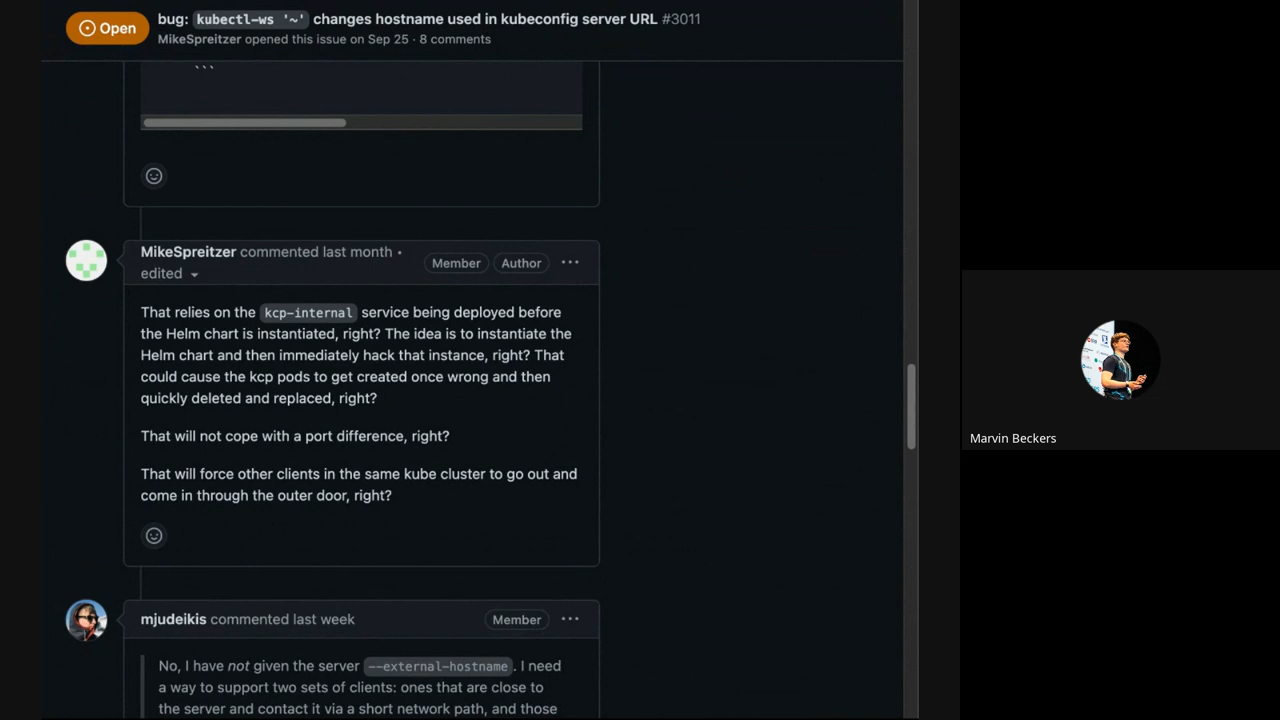 Open
bug: kubectl-ws '~' changes hostname used in kubeconfig server URL #3011
MikeSpreitzer opened this issue on Sep 25 · 8 comments
```
MikeSpreitzer commented last month •
edited
Member
Author
That relies on the kcp-internal service being deployed before
the Helm chart is instantiated, right? The idea is to instantiate the
Helm chart and then immediately hack that instance, right? That
could cause the kcp pods to get created once wrong and then
quickly deleted and replaced, right?
That will not cope with a port difference, right?
That will force other clients in the same kube cluster to go out and
come in through the outer door, right?
mjudeikis commented last week
Member
No, I have not given the server --external-hostname. I need
a way to support two sets of clients: ones that are close to
the server and contact it via a short network path, and those
Marvin Beckers